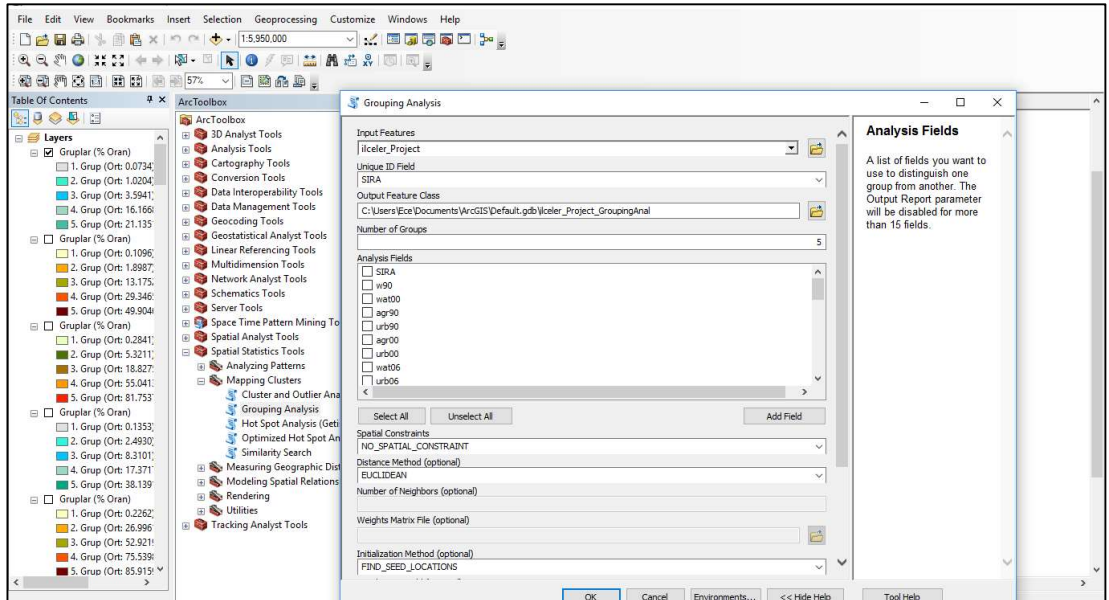 File Edit View Bookmarks Insert Selection Geoprocessing Customize Windows Help
1:5,950,000
57%
Table Of Contents
Layers
Gruplar (% Oran)
1. Grup (Ort: 0.0734)
2. Grup (Ort: 1.0204)
3. Grup (Ort: 3.5941)
4. Grup (Ort: 16.166
5. Grup (Ort: 21.135
Gruplar (% Oran)
1. Grup (Ort: 0.1096)
2. Grup (Ort: 1.8987)
3. Grup (Ort: 13.175
4. Grup (Ort: 29.346
5. Grup (Ort: 49.904
Gruplar (% Oran)
1. Grup (Ort: 0.2841)
2. Grup (Ort: 5.3211)
3. Grup (Ort: 18.827
4. Grup (Ort: 55.041
5. Grup (Ort: 81.753
Gruplar (% Oran)
1. Grup (Ort: 0.1353)
2. Grup (Ort: 2.4930)
3. Grup (Ort: 8.3101)
4. Grup (Ort: 17.371
5. Grup (Ort: 38.139
Gruplar (% Oran)
1. Grup (Ort: 0.2262)
2. Grup (Ort: 26.996
3. Grup (Ort: 52.921
4. Grup (Ort: 75.539
5. Grup (Ort: 85.915
ArcToolbox
ArcToolbox
3D Analyst Tools
Analysis Tools
Cartography Tools
Conversion Tools
Data Interoperability Tools
Data Management Tools
Geocoding Tools
Geostatistical Analyst Tools
Linear Referencing Tools
Multidimension Tools
Network Analyst Tools
Schematics Tools
Server Tools
Space Time Pattern Mining To
Spatial Analyst Tools
Spatial Statistics Tools
Analyzing Patterns
Mapping Clusters
Cluster and Outlier Ana
Grouping Analysis
Hot Spot Analysis (Geti
Optimized Hot Spot An
Similarity Search
Measuring Geographic Dist
Modeling Spatial Relations
Rendering
Utilities
Tracking Analyst Tools
Grouping Analysis
Input Features
ilceler_Project
Unique ID Field
SIRA
Output Feature Class
C:\Users\Ece\Documents\ArcGIS\Default.gdb\ilceler_Project_GroupingAnal
Number of Groups
5
Analysis Fields
SIRA
w90
wat00
agr90
urb90
agr00
urb00
wat06
urb06
Select All Unselect All Add Field
Spatial Constraints
NO_SPATIAL_CONSTRAINT
Distance Method (optional)
EUCLIDEAN
Number of Neighbors (optional)
Weights Matrix File (optional)
Initialization Method (optional)
FIND_SEED_LOCATIONS
OK Cancel Environments... << Hide Help Tool Help
Analysis Fields
A list of fields you want to
use to distinguish one
group from another. The
Output Report parameter
will be disabled for more
than 15 fields.